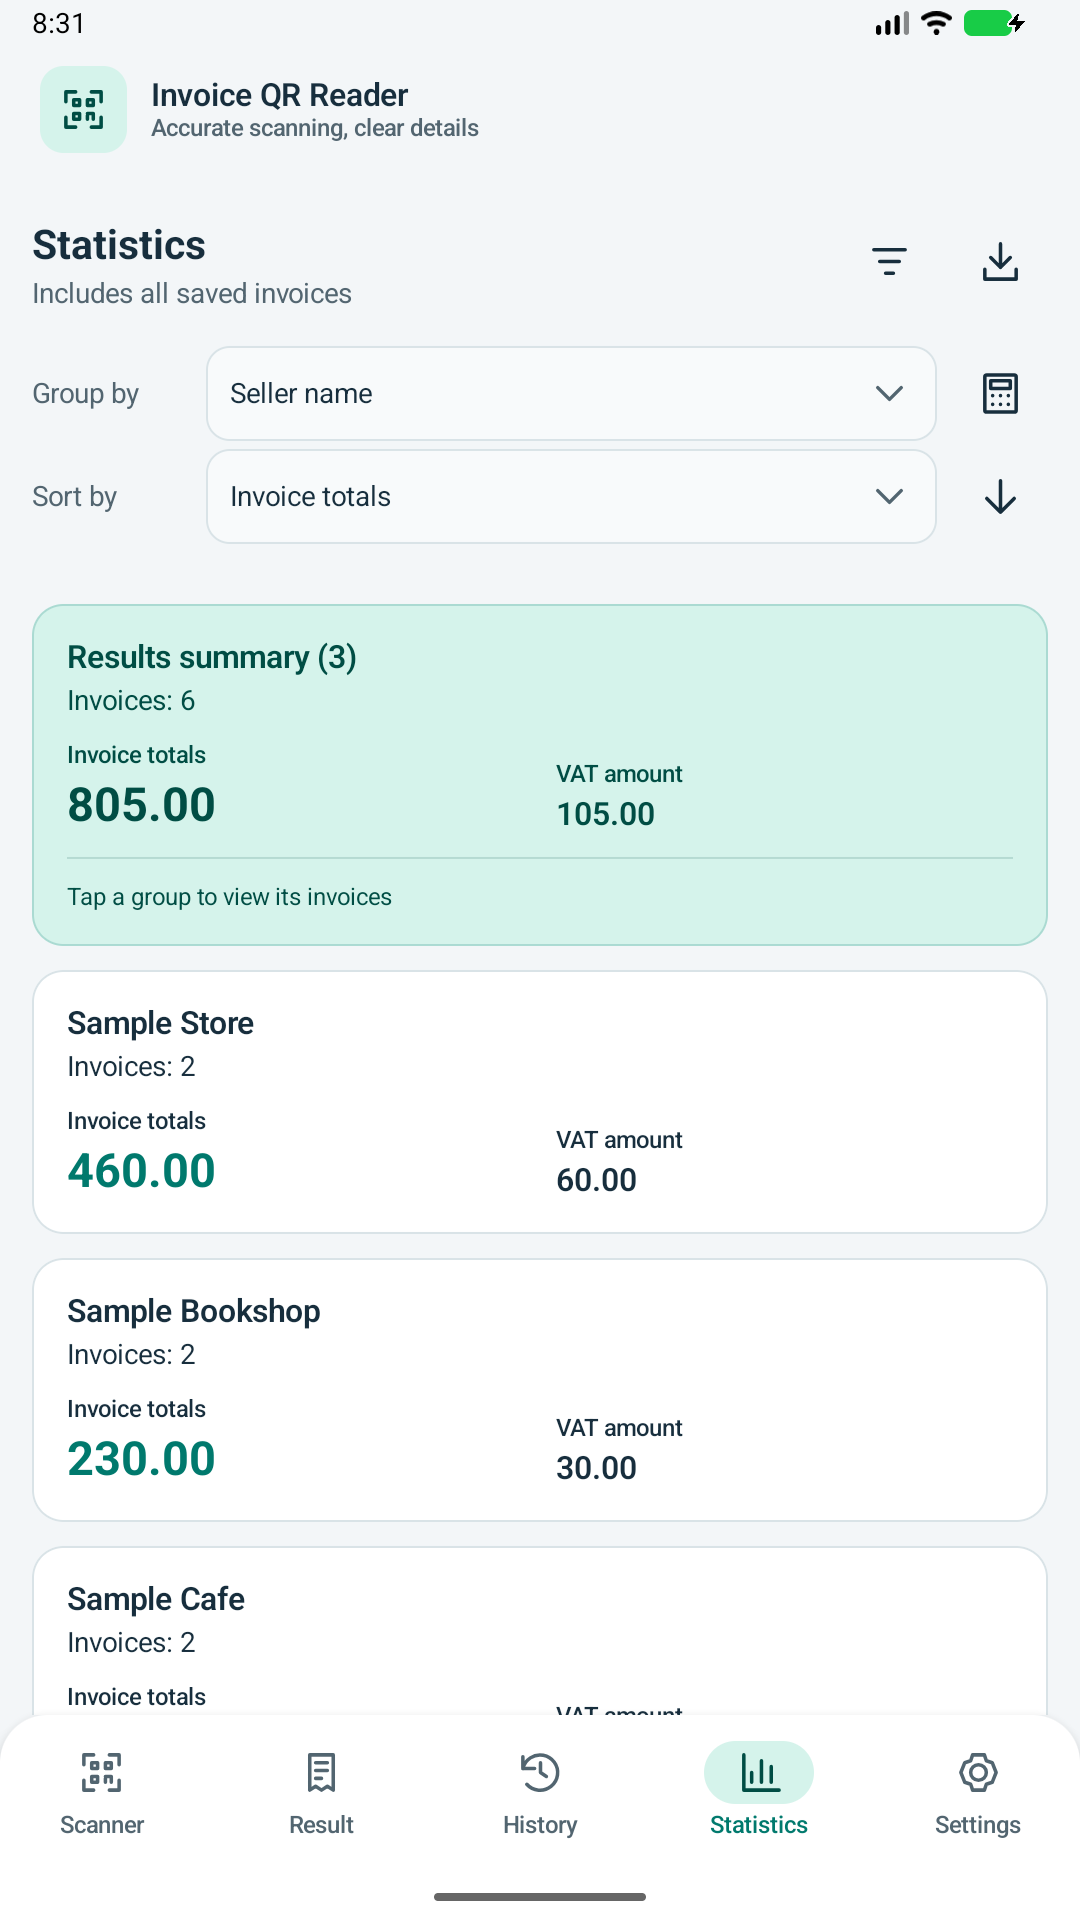 8:31
Invoice QR Reader
Accurate scanning, clear details
Statistics
Includes all saved invoices
Group by
Seller name
Sort by
Invoice totals
Results summary (3)
Invoices: 6
Invoice totals
805.00
VAT amount
105.00
Tap a group to view its invoices
Sample Store
Invoices: 2
Invoice totals
460.00
VAT amount
60.00
Sample Bookshop
Invoices: 2
Invoice totals
230.00
VAT amount
30.00
Sample Cafe
Invoices: 2
Invoice totals
VAT amount
Scanner
Result
History
Statistics
Settings